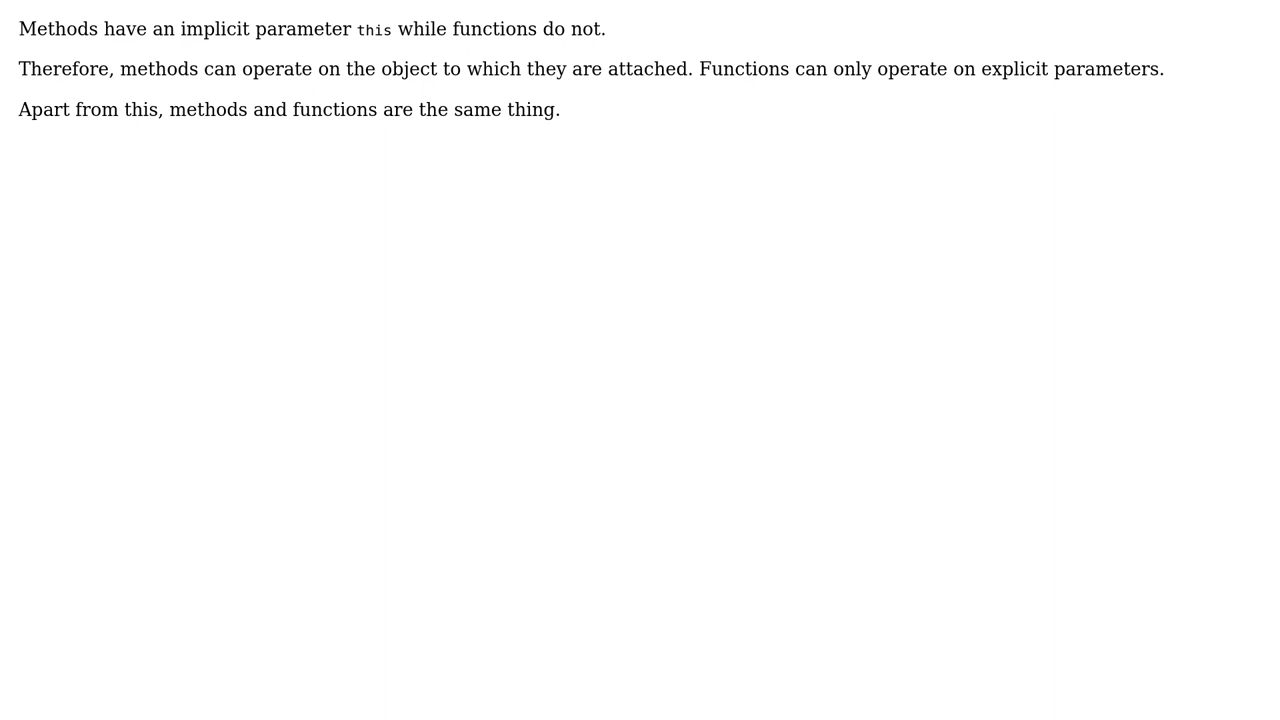 Methods have an implicit parameter this while functions do not.
Therefore, methods can operate on the object to which they are attached. Functions can only operate on explicit parameters.
Apart from this, methods and functions are the same thing.